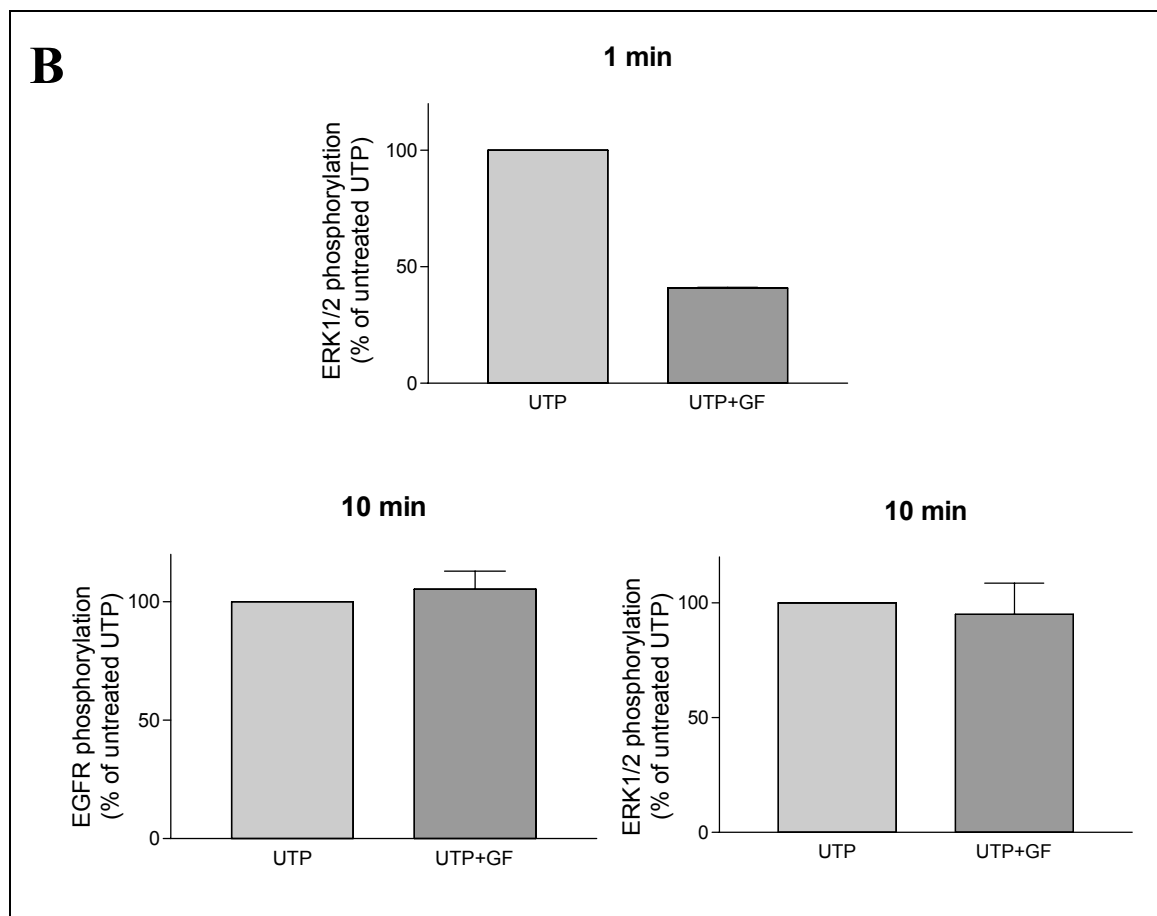 B
1 min
ERK1/2 phosphorylation
(% of untreated UTP)
100
50
0
UTP
UTP+GF
10 min
EGFR phosphorylation
(% of untreated UTP)
100
50
0
UTP
UTP+GF
10 min
ERK1/2 phosphorylation
(% of untreated UTP)
100
50
0
UTP
UTP+GF